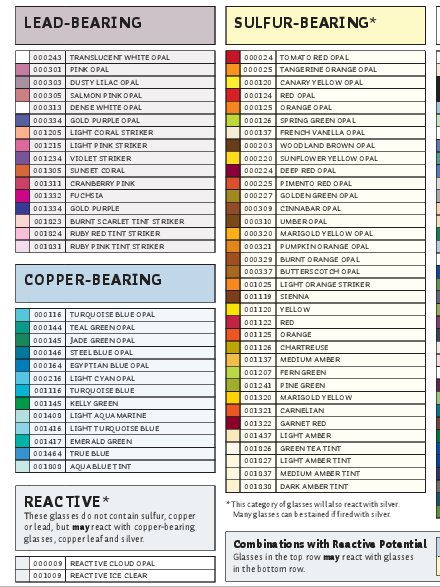 LEAD-BEARING
000243 TRANSLUCENT WHITE OPAL
000301 PINK OPAL
000303 DUSTY LILAC OPAL
000305 SALMON PINK OPAL
000313 DENSE WHITE OPAL
000334 GOLD PURPLE OPAL
001205 LIGHT CORAL STRIKER
001215 LIGHT PINK STRIKER
001234 VIOLET STRIKER
001305 SUNSET CORAL
001311 CRANBERRY PINK
001332 FUCHSIA
001334 GOLD PURPLE
001823 BURNT SCARLET TINT STRIKER
001824 RUBY RED TINT STRIKER
001831 RUBY PINK TINT STRIKER
COPPER-BEARING
000116 TURQUOISE BLUE OPAL
000144 TEAL GREEN OPAL
000145 JADE GREEN OPAL
000146 STEEL BLUE OPAL
000164 EGYPTIAN BLUE OPAL
000216 LIGHT CYAN OPAL
001116 TURQUOISE BLUE
001145 KELLY GREEN
001408 LIGHT AQUAMARINE
001416 LIGHT TURQUOISE BLUE
001417 EMERALD GREEN
001464 TRUE BLUE
001808 AQUA BLUE TINT
REACTIVE*
These glasses do not contain sulfur, copper
or lead, but may react with copper-bearing
glasses, copper leaf and silver.
000009 REACTIVE CLOUD OPAL
001009 REACTIVE ICE CLEAR
SULFUR-BEARING*
000024 TOMATO RED OPAL
000025 TANGERINE ORANGE OPAL
000120 CANARY YELLOW OPAL
000124 RED OPAL
000125 ORANGE OPAL
000126 SPRING GREEN OPAL
000137 FRENCH VANILLA OPAL
000203 WOODLAND BROWN OPAL
000220 SUNFLOWER YELLOW OPAL
000224 DEEP RED OPAL
000225 PIMENTO RED OPAL
000227 GOLDEN GREEN OPAL
000309 CINNABAR OPAL
000310 UMBER OPAL
000320 MARIGOLD YELLOW OPAL
000321 PUMPKIN ORANGE OPAL
000329 BURNT ORANGE OPAL
000337 BUTTERSCOTCH OPAL
001025 LIGHT ORANGE STRIKER
001119 SIENNA
001120 YELLOW
001122 RED
001125 ORANGE
001126 CHARTREUSE
001137 MEDIUM AMBER
001207 FERN GREEN
001241 PINE GREEN
001320 MARIGOLD YELLOW
001321 CARNELIAN
001322 GARNET RED
001437 LIGHT AMBER
001826 GREEN TEA TINT
001827 LIGHT AMBER TINT
001837 MEDIUM AMBER TINT
001838 DARK AMBER TINT
*This category of glasses will also react with silver.
Many glasses can be stained if fired with silver.
Combinations with Reactive Potential
Glasses in the top row may react with glasses
in the bottom row.